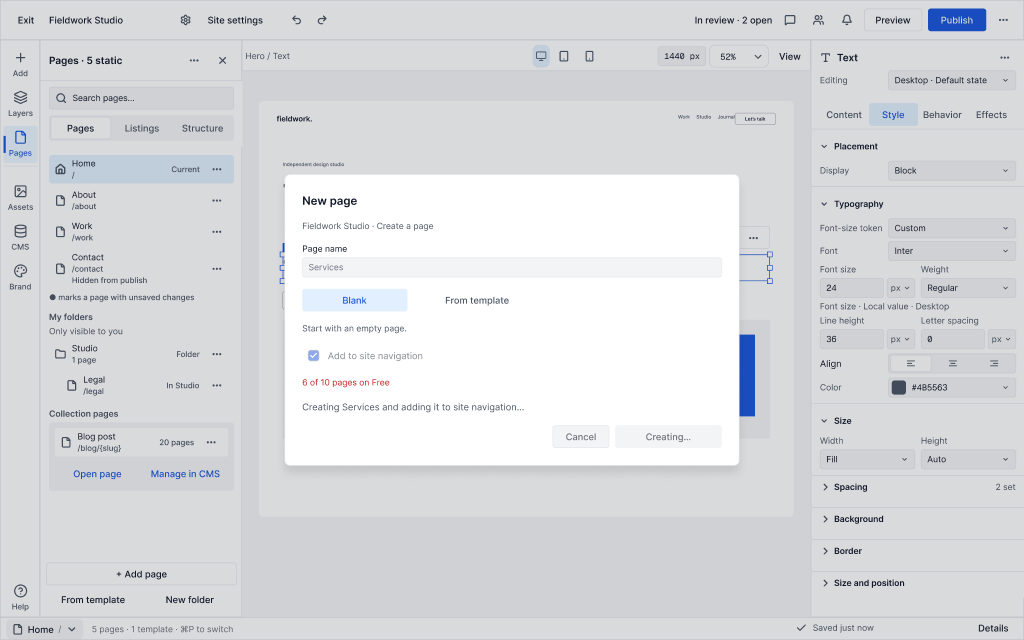 Exit
Fieldwork Studio
Site settings
In review · 2 open
Preview
Publish
Add
Layers
Pages
Assets
CMS
Brand
Help
Pages · 5 static
Search pages...
Pages
Listings
Structure
Home
/
Current
About
/about
Work
/work
Contact
/contact
Hidden from publish
● marks a page with unsaved changes
My folders
Only visible to you
Studio
1 page
Folder
Legal
/legal
In Studio
Collection pages
Blog post
/blog/{slug}
20 pages
Open page
Manage in CMS
+ Add page
From template
New folder
Hero / Text
1440 px
52%
View
fieldwork.
Work
Studio
Journal
Let's talk
Independent design studio
New page
Fieldwork Studio · Create a page
Page name
Services
Blank
From template
Start with an empty page.
Add to site navigation
6 of 10 pages on Free
Creating Services and adding it to site navigation...
Cancel
Creating...
Text
Editing
Desktop · Default state
Content
Style
Behavior
Effects
Placement
Display
Block
Typography
Font-size token
Custom
Font
Inter
Font size
Weight
24
px
Regular
Font size · Local value · Desktop
Line height
Letter spacing
36
px
0
px
Align
Color
#4B5563
Size
Width
Height
Fill
Auto
Spacing
2 set
Background
Border
Size and position
Home /
5 pages · 1 template · ⌘P to switch
Saved just now
Details